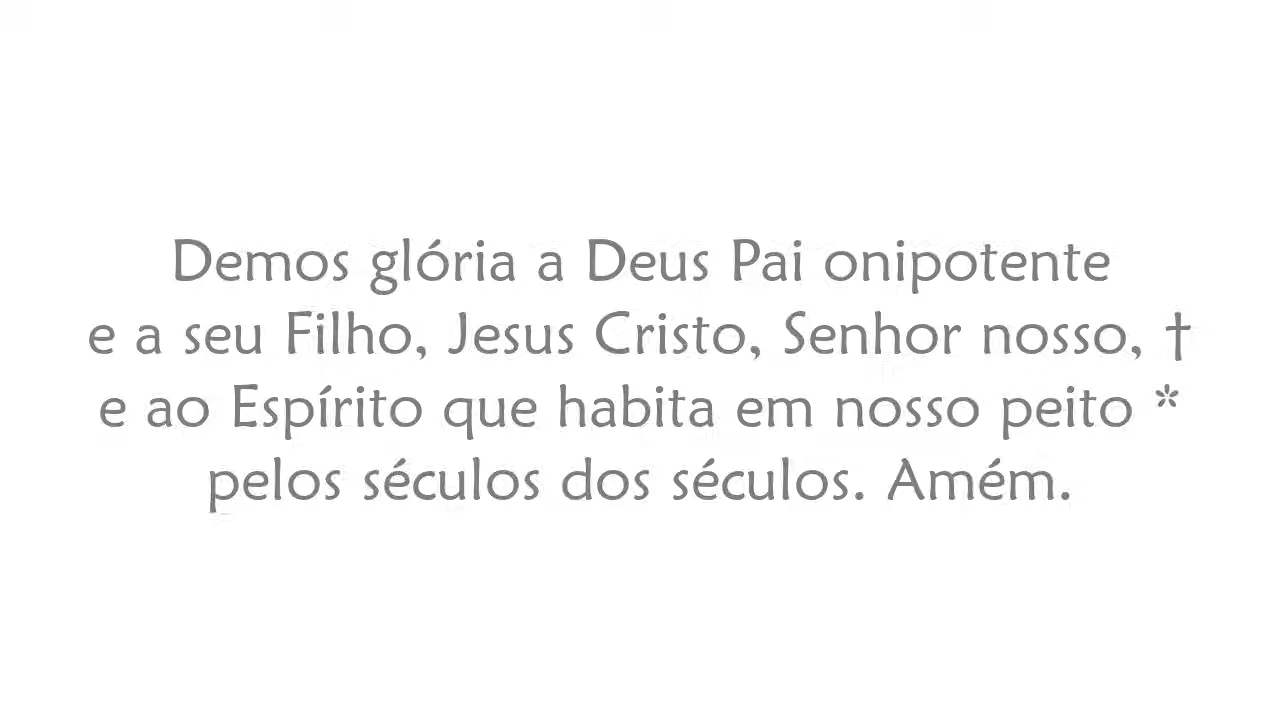 Demos glória a Deus Pai onipotente
e a seu Filho, Jesus Cristo, Senhor nosso, †
e ao Espírito que habita em nosso peito *
pelos séculos dos séculos. Amém.